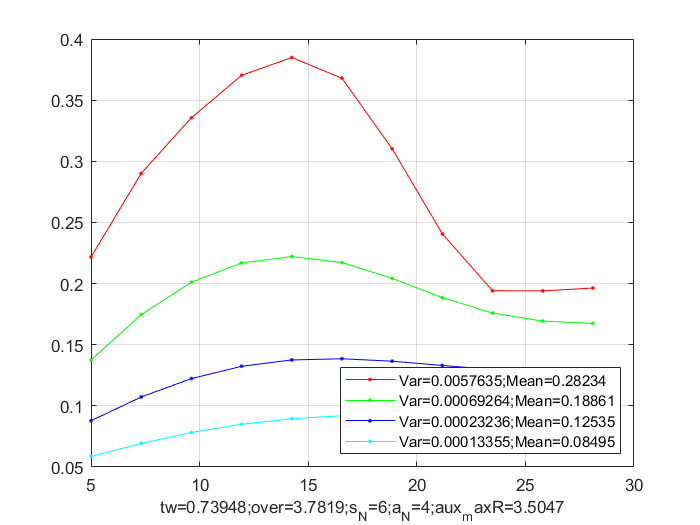 0.4
0.35
0.3
0.25
0.2
0.15
0.1
0.05
Var=0.0057635;Mean=0.28234
Var=0.00069264;Mean=0.18861
Var=0.00023236;Mean=0.12535
Var=0.00013355;Mean=0.08495
5 10 15 20 25 30
tw=0.73948;over=3.7819;s_N=6;a_N=4;aux_maxR=3.5047